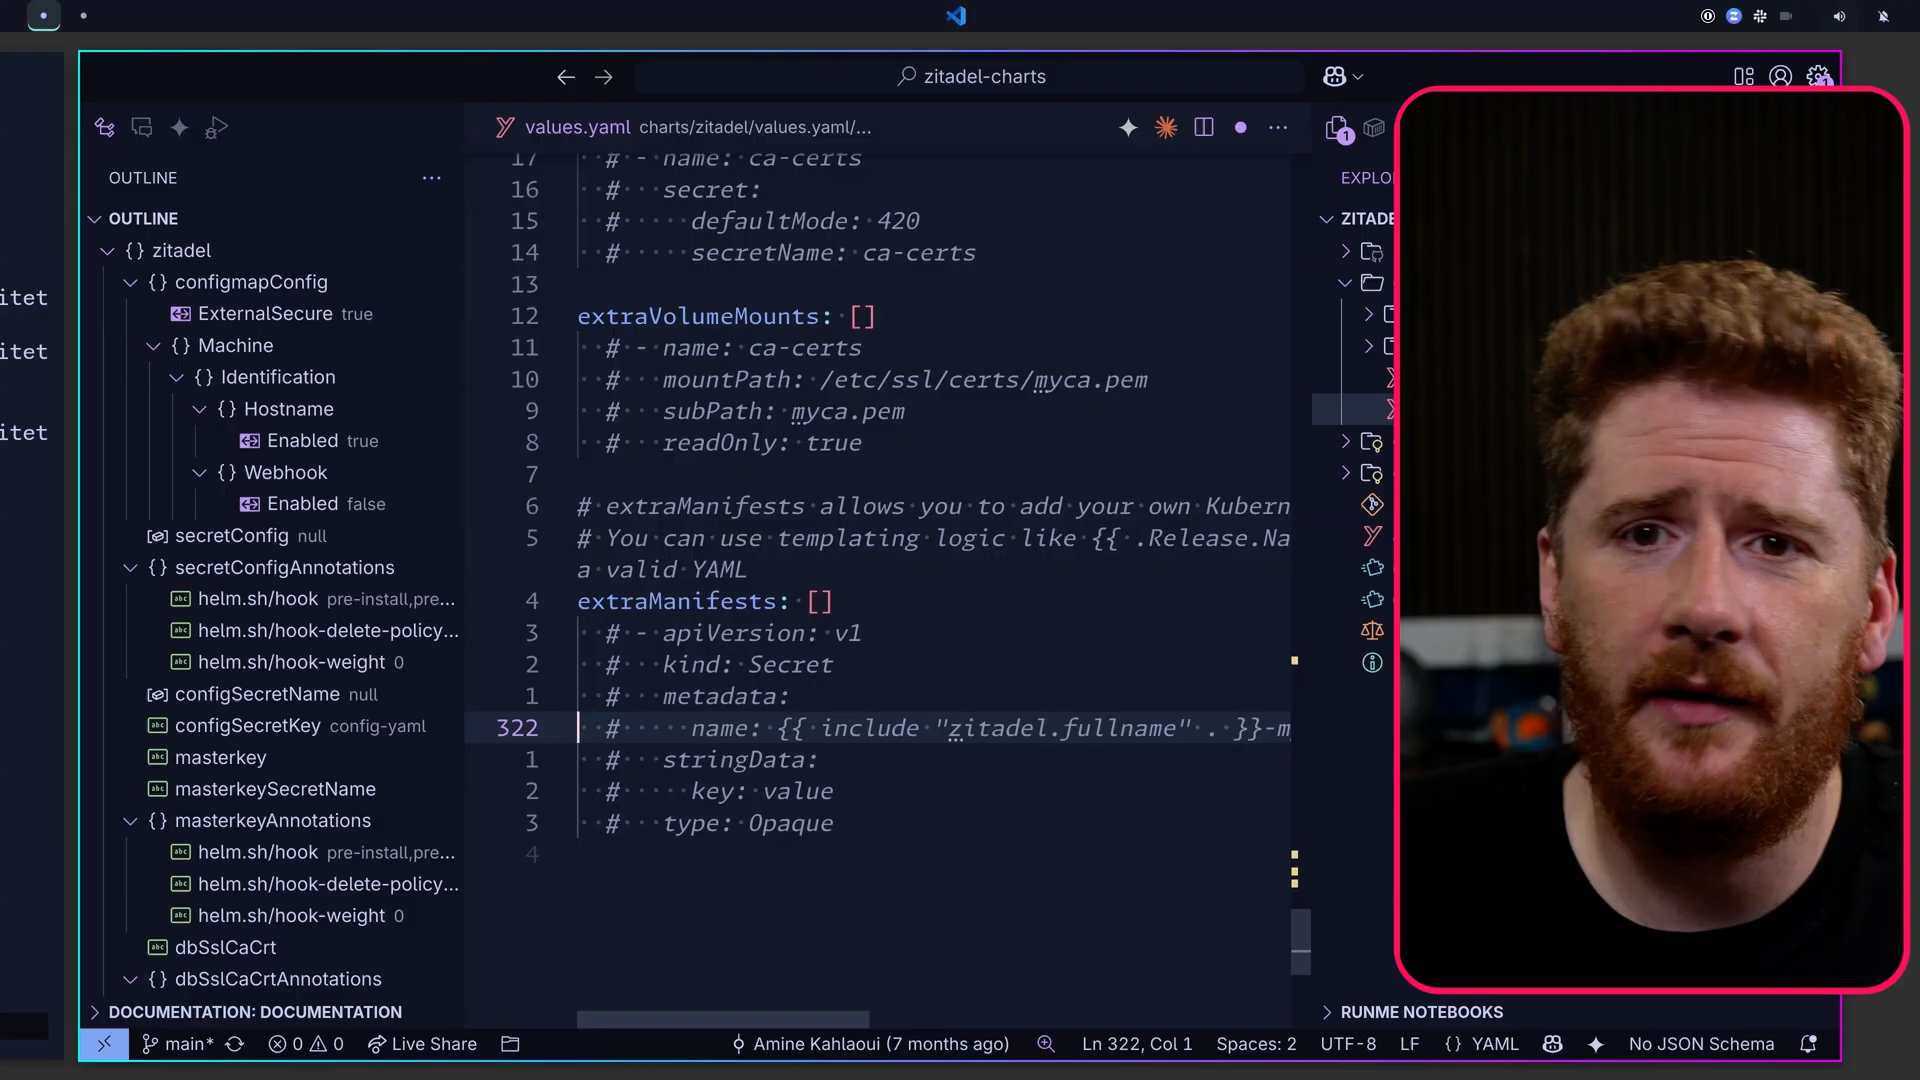 zitadel-charts
itet
itet
itet
OUTLINE
OUTLINE
zitadel
configmapConfig
ExternalSecure true
Machine
Identification
Hostname
Enabled true
Webhook
Enabled false
secretConfig null
secretConfigAnnotations
helm.sh/hook pre-install,pre...
helm.sh/hook-delete-policy...
helm.sh/hook-weight 0
configSecretName null
configSecretKey config-yaml
masterkey
masterkeySecretName
masterkeyAnnotations
helm.sh/hook pre-install,pre...
helm.sh/hook-delete-policy...
helm.sh/hook-weight 0
dbSslCaCrt
dbSslCaCrtAnnotations
DOCUMENTATION: DOCUMENTATION
values.yaml charts/zitadel/values.yaml/...
17 # - name: ca-certs
16 # secret:
15 # defaultMode: 420
14 # secretName: ca-certs
13
12 extraVolumeMounts: []
11 # - name: ca-certs
10 # mountPath: /etc/ssl/certs/myca.pem
9 # subPath: myca.pem
8 # readOnly: true
7
6 # extraManifests allows you to add your own Kubern
5 # You can use templating logic like {{ .Release.Na
a valid YAML
4 extraManifests: []
3 # - apiVersion: v1
2 # kind: Secret
1 # metadata:
322 # name: {{ include "zitadel.fullname" . }}-m
1 # stringData:
2 # key: value
3 # type: Opaque
4
1
1
EXPLO
ZITADE
RUNME NOTEBOOKS
main* 0 0 Live Share Amine Kahlaoui (7 months ago) Ln 322, Col 1 Spaces: 2 UTF-8 LF {} YAML No JSON Schema